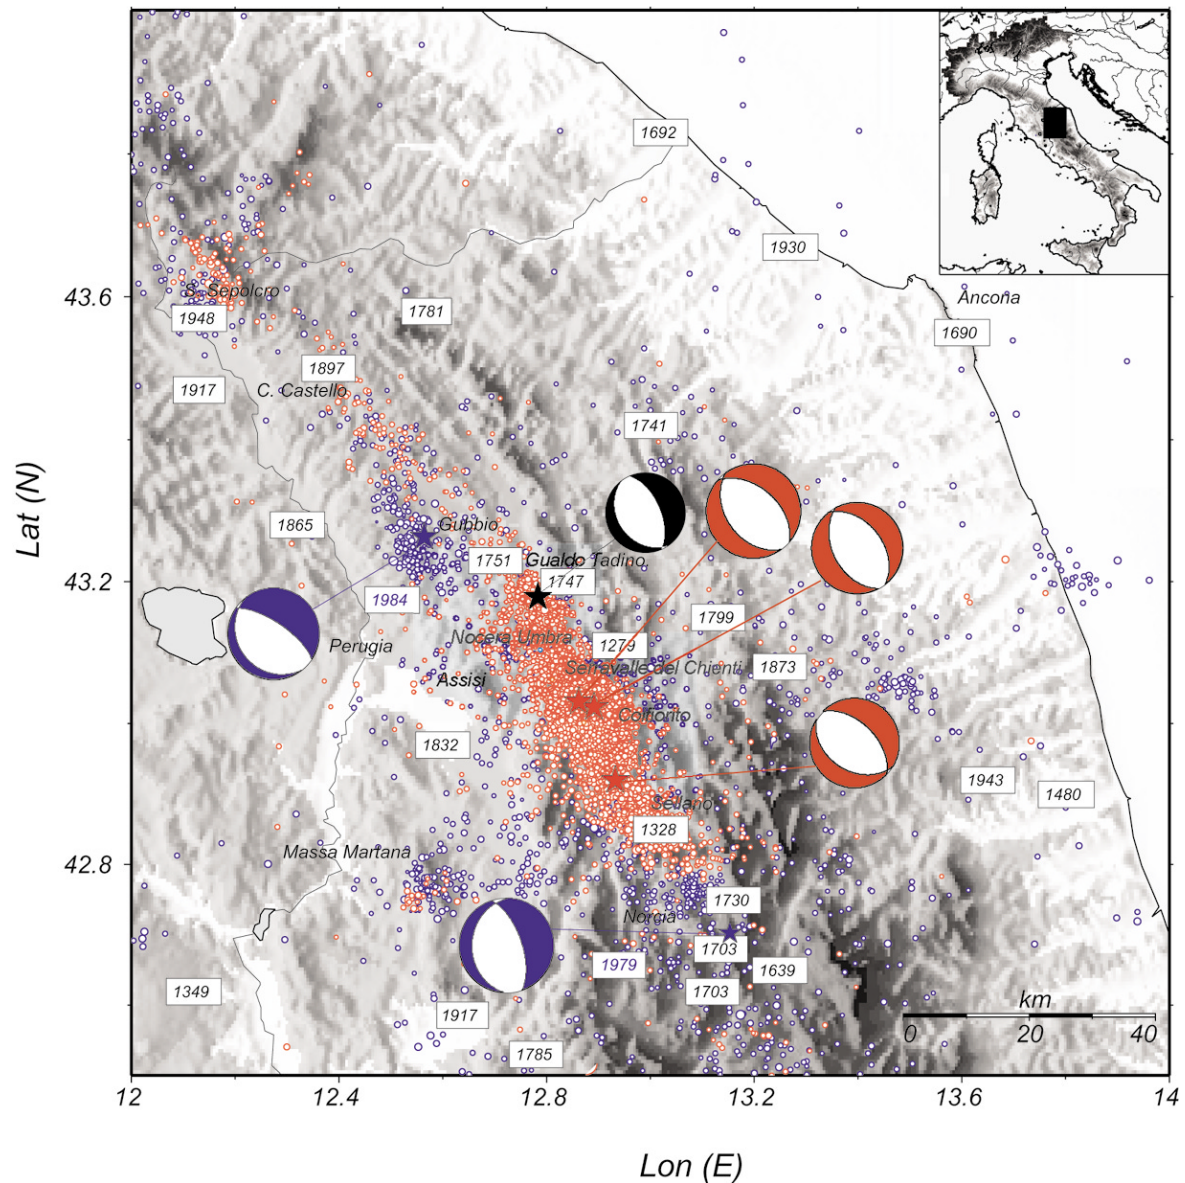 1692
1930
43.6
S. Sepolcro
Ancona
1948
1781
1690
1897
1917
C. Castello
1741
Lat (N)
1865
Gubbio
1751
Gualdo Tadino
43.2
1747
1984
1799
Nocera Umbra
1279
Perugia
Serravalle del Chienti
1873
Assisi
Colfiorito
1832
1943
1480
Sellano
1328
Massa Martana
42.8
1730
Norcia
1703
1979
1639
1349
1703
km
1917
0
20
40
1785
12
12.4
12.8
13.2
13.6
14
Lon (E)